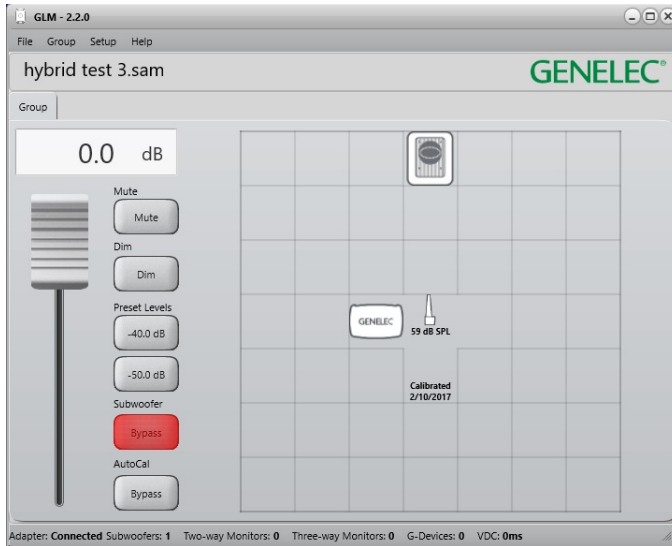 GLM - 2.2.0
File Group Setup Help
hybrid test 3.sam
GENELEC®
Group
0.0 dB
Mute
Mute
Dim
Dim
Preset Levels
-40.0 dB
-50.0 dB
Subwoofer
Bypass
AutoCal
Bypass
GENELEC
59 dB SPL
Calibrated
2/10/2017
Adapter: Connected Subwoofers: 1 Two-way Monitors: 0 Three-way Monitors: 0 G-Devices: 0 VDC: 0ms